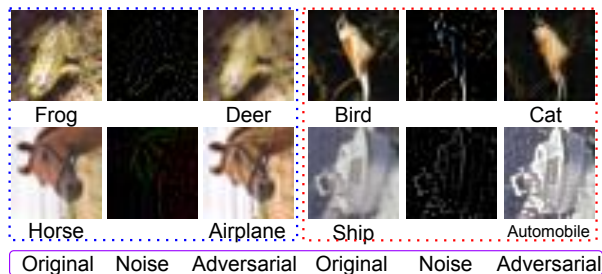 Frog Deer Bird Cat
Horse Airplane Ship Automobile
Original Noise Adversarial Original Noise Adversarial